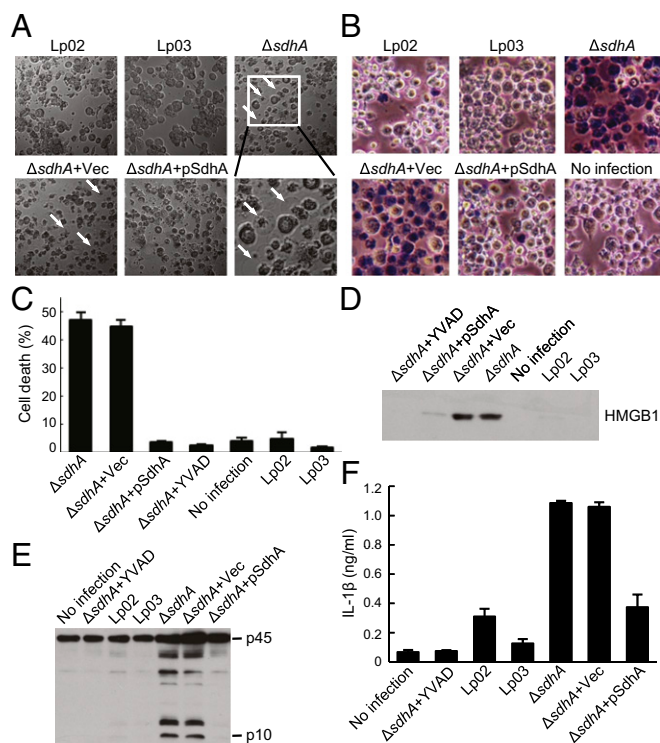 A
Lp02 Lp03 ΔsdhA
ΔsdhA+Vec ΔsdhA+pSdhA
B
Lp02 Lp03 ΔsdhA
ΔsdhA+Vec ΔsdhA+pSdhA No infection
C
Cell death (%)
50
40
30
20
10
0
ΔsdhA
ΔsdhA+Vec
ΔsdhA+pSdhA
ΔsdhA+YVAD
No infection
Lp02
Lp03
D
ΔsdhA+YVAD
ΔsdhA+pSdhA
ΔsdhA+Vec
ΔsdhA
No infection
Lp02
Lp03
HMGB1
E
No infection
ΔsdhA+YVAD
Lp02
Lp03
ΔsdhA
ΔsdhA+Vec
ΔsdhA+pSdhA
p45
p10
F
IL-1β (ng/ml)
1.2
1.0
0.8
0.6
0.4
0.2
0
No infection
ΔsdhA+YVAD
Lp02
Lp03
ΔsdhA
ΔsdhA+Vec
ΔsdhA+pSdhA